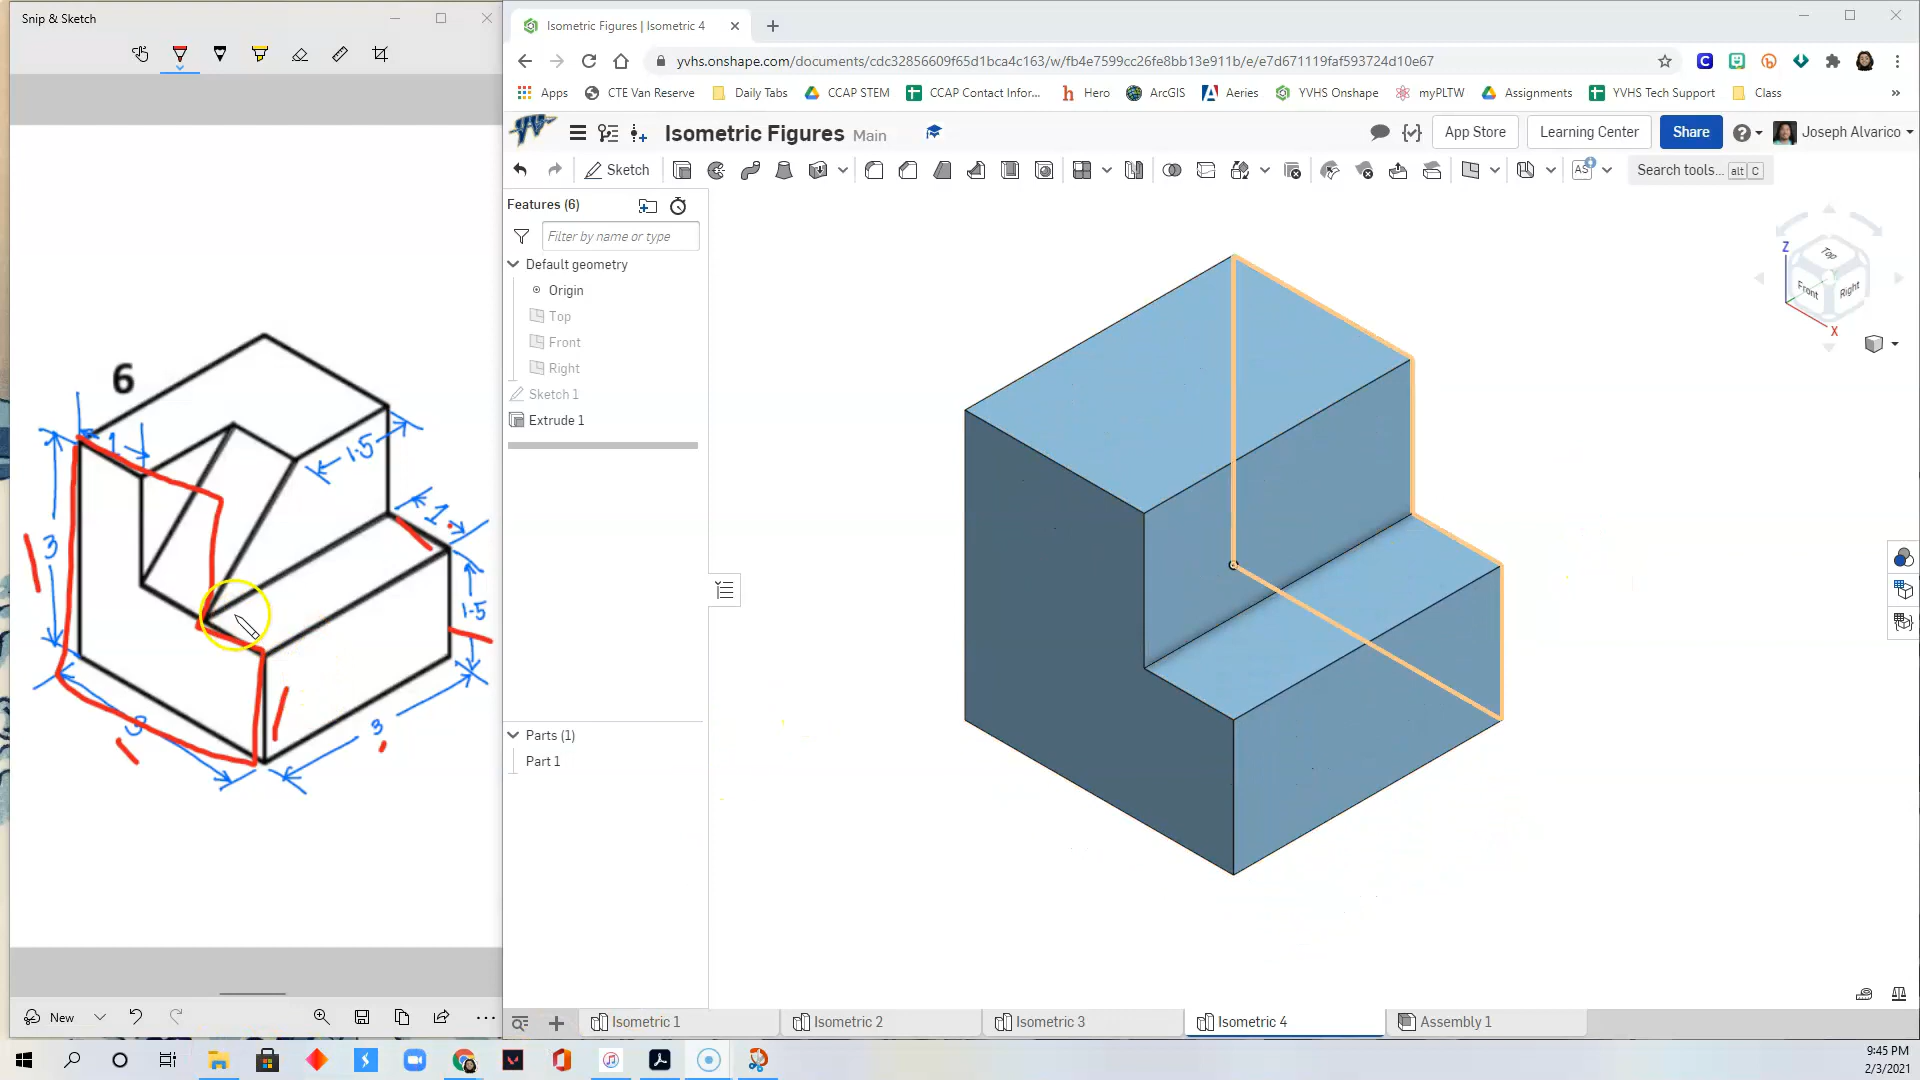 Snip & Sketch
6
1
1.5
1
3
1.5
3
3
New
Isometric Figures | Isometric 4
yvhs.onshape.com/documents/cdc32856609f65d1bca4c163/w/fb4e7599cc26fe8bb13e911b/e/e7d671119faf593724d10e67
Apps CTE Van Reserve Daily Tabs CCAP STEM CCAP Contact Infor... Hero ArcGIS Aeries YVHS Onshape myPLTW Assignments YVHS Tech Support Class
Isometric Figures Main App Store Learning Center Share Joseph Alvarico
Sketch Search tools... alt C
Features (6)
Filter by name or type
Default geometry
Origin
Top
Front
Right
Sketch 1
Extrude 1
Parts (1)
Part 1
Z
Top
Front Right
X
Isometric 1 Isometric 2 Isometric 3 Isometric 4 Assembly 1
9:45 PM
2/3/2021